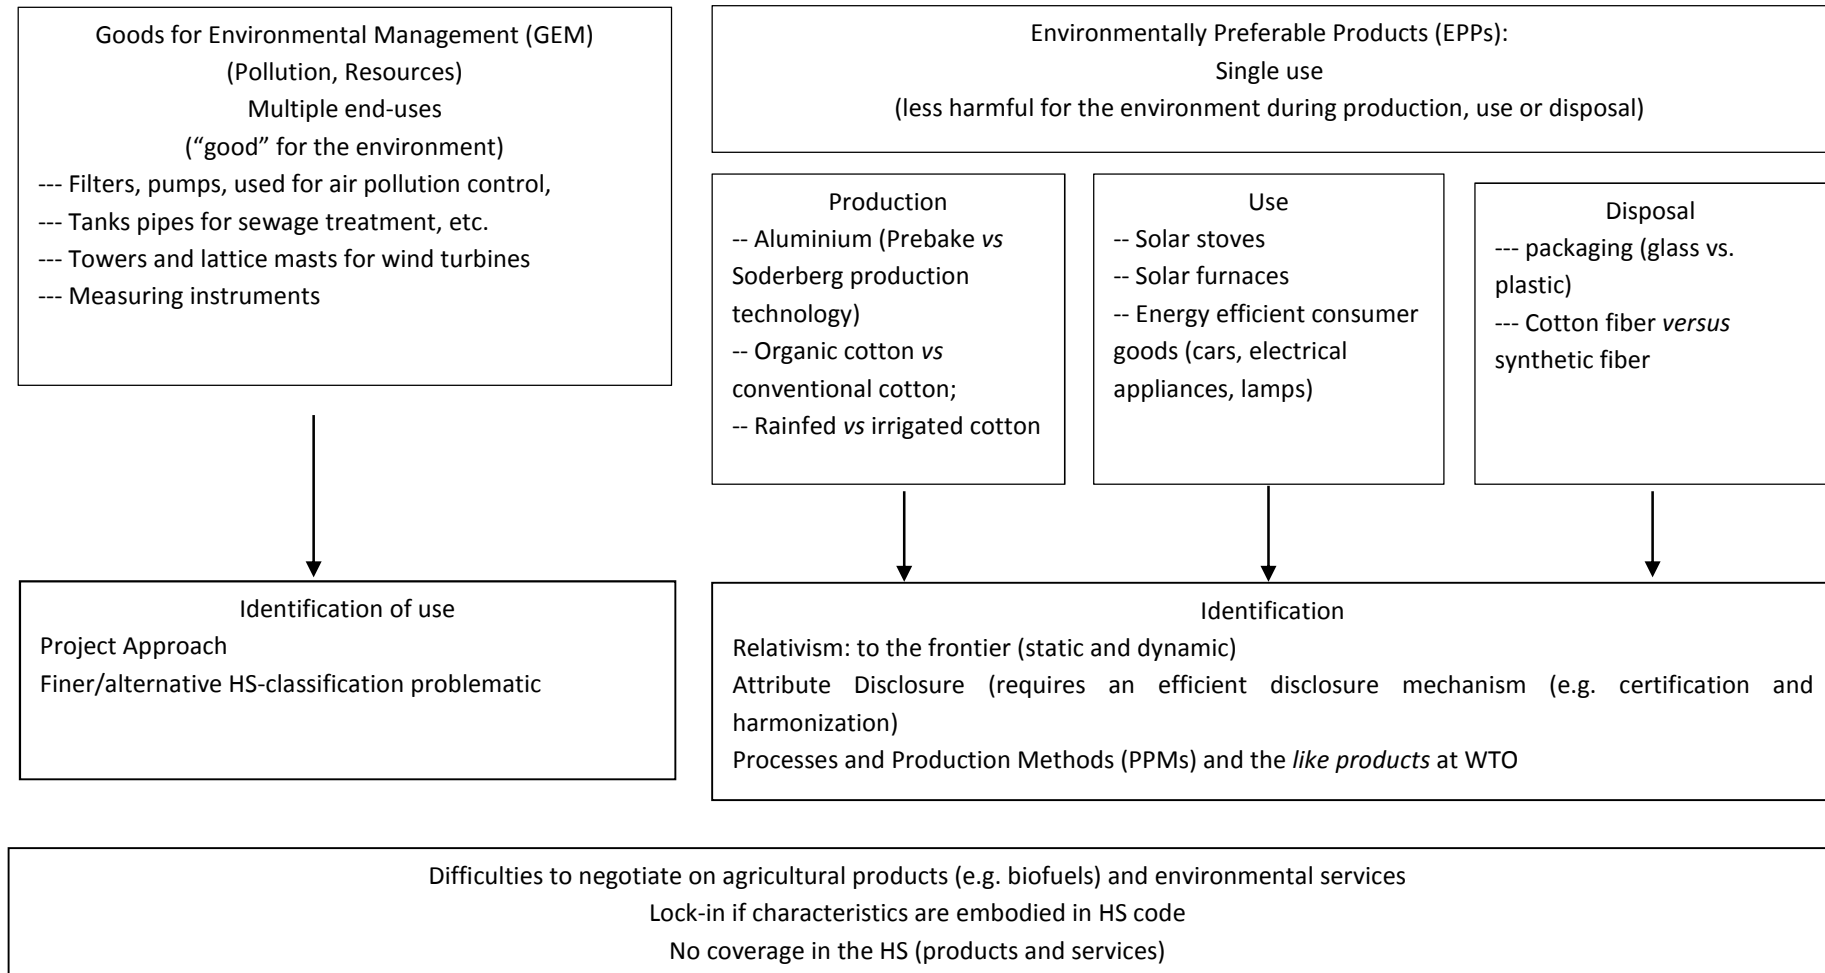 Goods for Environmental Management (GEM)
(Pollution, Resources)
Multiple end-uses
(“good” for the environment)
--- Filters, pumps, used for air pollution control,
--- Tanks pipes for sewage treatment, etc.
--- Towers and lattice masts for wind turbines
--- Measuring instruments
Environmentally Preferable Products (EPPs):
Single use
(less harmful for the environment during production, use or disposal)
Production
-- Aluminium (Prebake vs
Soderberg production
technology)
-- Organic cotton vs
conventional cotton;
-- Rainfed vs irrigated cotton
Use
-- Solar stoves
-- Solar furnaces
-- Energy efficient consumer
goods (cars, electrical
appliances, lamps)
Disposal
--- packaging (glass vs.
plastic)
--- Cotton fiber versus
synthetic fiber
Identification of use
Project Approach
Finer/alternative HS-classification problematic
Identification
Relativism: to the frontier (static and dynamic)
Attribute Disclosure (requires an efficient disclosure mechanism (e.g. certification and
harmonization)
Processes and Production Methods (PPMs) and the like products at WTO
Difficulties to negotiate on agricultural products (e.g. biofuels) and environmental services
Lock-in if characteristics are embodied in HS code
No coverage in the HS (products and services)